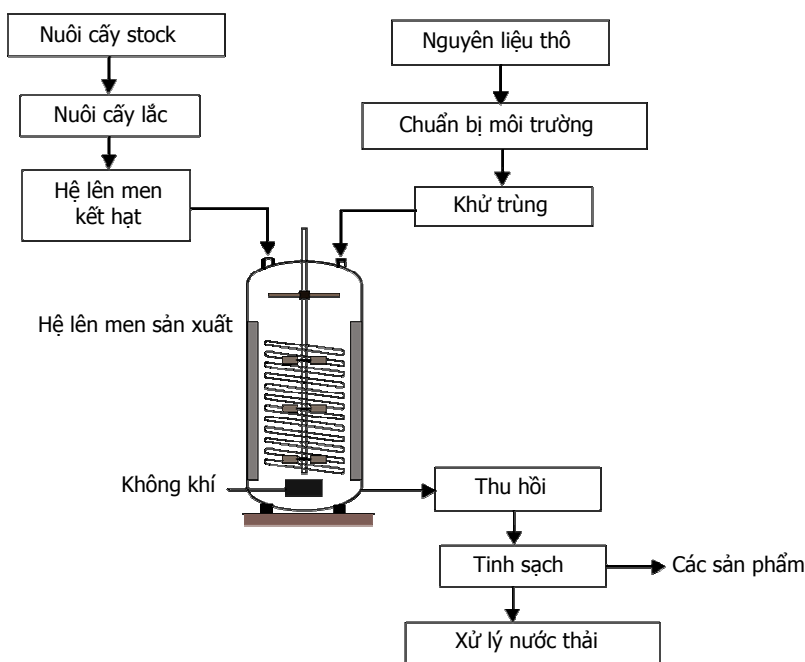 Nuôi cấy stock
Nuôi cấy lắc
Hệ lên men
kết hạt
Nguyên liệu thô
Chuẩn bị môi trường
Khử trùng
Hệ lên men sản xuất
Không khí
Thu hồi
Tinh sạch
Các sản phẩm
Xử lý nước thải